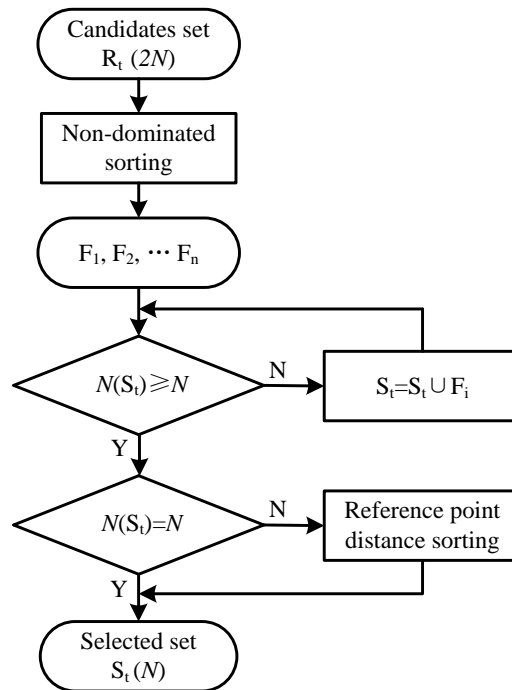 Candidates set
Rₜ (2N)
Non-dominated
sorting
F₁, F₂, ⋯ Fₙ
N(Sₜ)⩾N
N
Sₜ=Sₜ∪Fᵢ
Y
N(Sₜ)=N
N
Reference point
distance sorting
Y
Selected set
Sₜ (N)